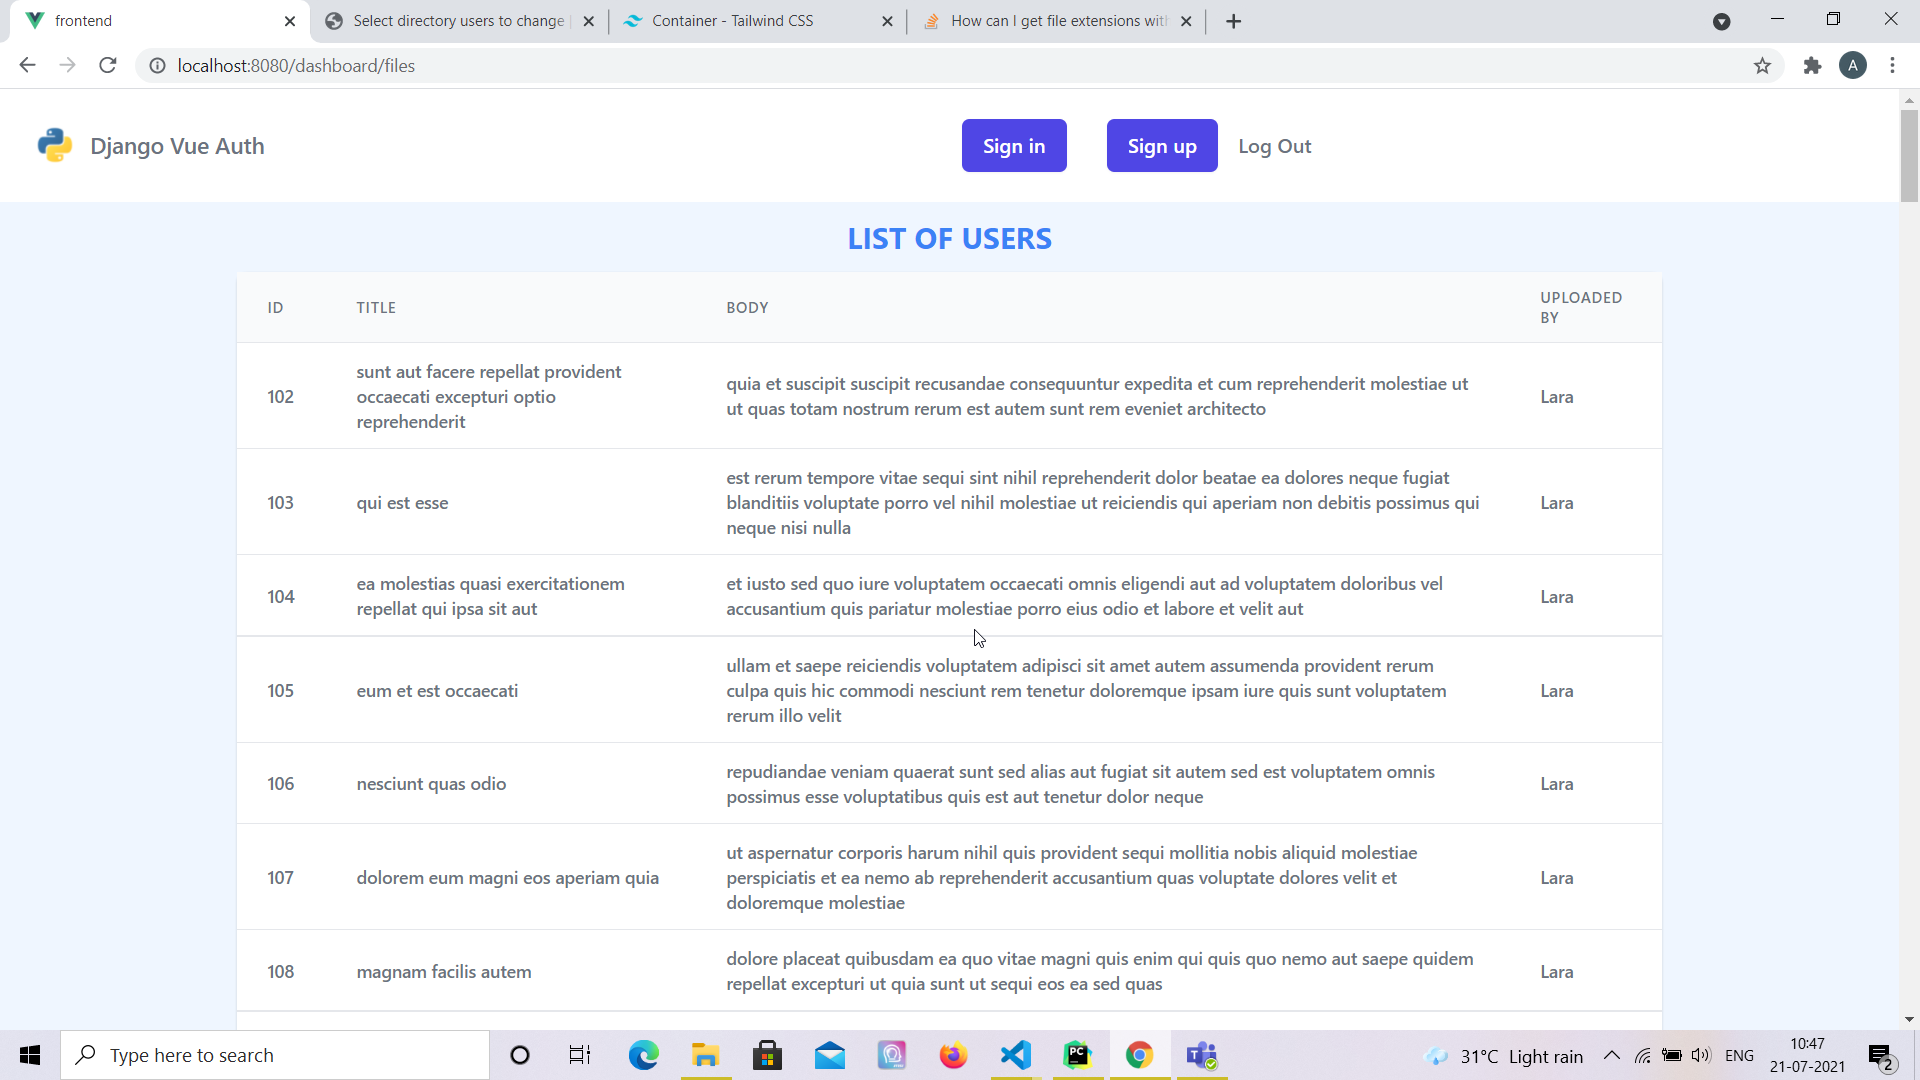 frontend
Select directory users to change
Container - Tailwind CSS
How can I get file extensions with
localhost:8080/dashboard/files
A
Django Vue Auth
Sign in
Sign up
Log Out
LIST OF USERS
ID
TITLE
BODY
UPLOADED
BY
102
sunt aut facere repellat provident
occaecati excepturi optio
reprehenderit
quia et suscipit suscipit recusandae consequuntur expedita et cum reprehenderit molestiae ut
ut quas totam nostrum rerum est autem sunt rem eveniet architecto
Lara
103
qui est esse
est rerum tempore vitae sequi sint nihil reprehenderit dolor beatae ea dolores neque fugiat
blanditiis voluptate porro vel nihil molestiae ut reiciendis qui aperiam non debitis possimus qui
neque nisi nulla
Lara
104
ea molestias quasi exercitationem
repellat qui ipsa sit aut
et iusto sed quo iure voluptatem occaecati omnis eligendi aut ad voluptatem doloribus vel
accusantium quis pariatur molestiae porro eius odio et labore et velit aut
Lara
105
eum et est occaecati
ullam et saepe reiciendis voluptatem adipisci sit amet autem assumenda provident rerum
culpa quis hic commodi nesciunt rem tenetur doloremque ipsam iure quis sunt voluptatem
rerum illo velit
Lara
106
nesciunt quas odio
repudiandae veniam quaerat sunt sed alias aut fugiat sit autem sed est voluptatem omnis
possimus esse voluptatibus quis est aut tenetur dolor neque
Lara
107
dolorem eum magni eos aperiam quia
ut aspernatur corporis harum nihil quis provident sequi mollitia nobis aliquid molestiae
perspiciatis et ea nemo ab reprehenderit accusantium quas voluptate dolores velit et
doloremque molestiae
Lara
108
magnam facilis autem
dolore placeat quibusdam ea quo vitae magni quis enim qui quis quo nemo aut saepe quidem
repellat excepturi ut quia sunt ut sequi eos ea sed quas
Lara
Type here to search
PC
31°C Light rain
ENG
10:47
21-07-2021
2